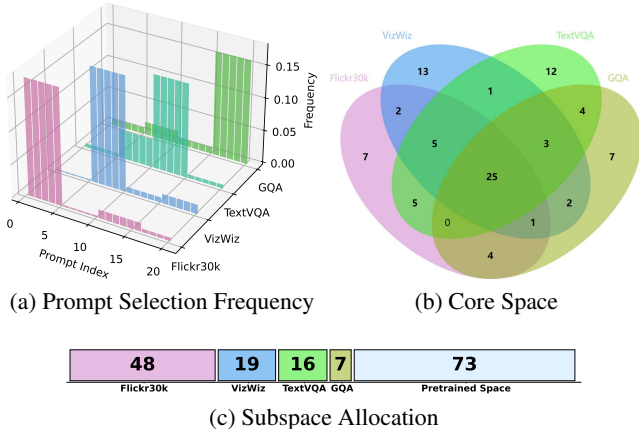 0.15
0.10
0.05
0.00
Frequency
0
5
10
15
20
Prompt Index
GQA
TextVQA
VizWiz
Flickr30k
(a) Prompt Selection Frequency
VizWiz
TextVQA
Flickr30k
GQA
13
12
2
1
4
7
5
3
7
25
5
0
1
2
4
(b) Core Space
48
19
16
7
73
Flickr30k
VizWiz
TextVQA
GQA
Pretrained Space
(c) Subspace Allocation